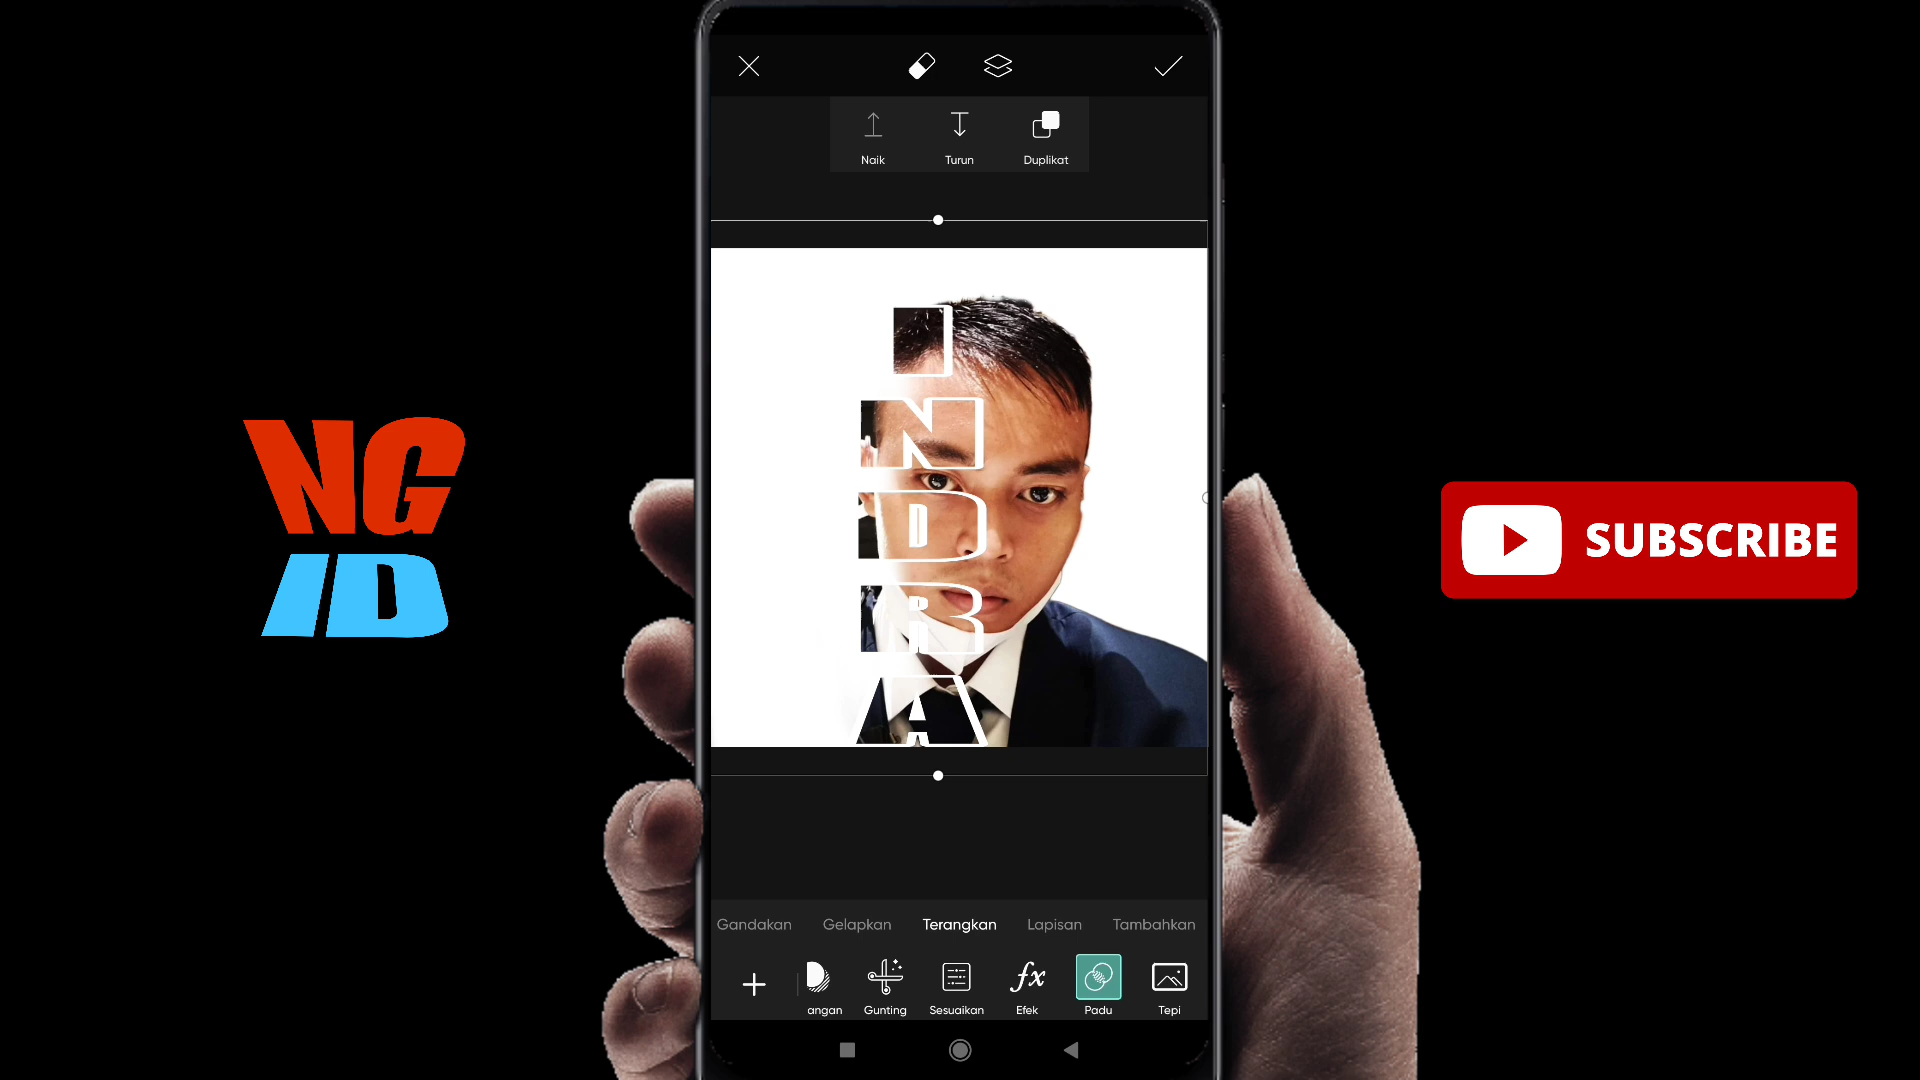 Naik
Turun
Duplikat
I
N
D
R
A
NG
ID
SUBSCRIBE
Gandakan
Gelapkan
Terangkan
Lapisan
Tambahkan
angan
Gunting
Sesuaikan
fx
Efek
Padu
Tepi